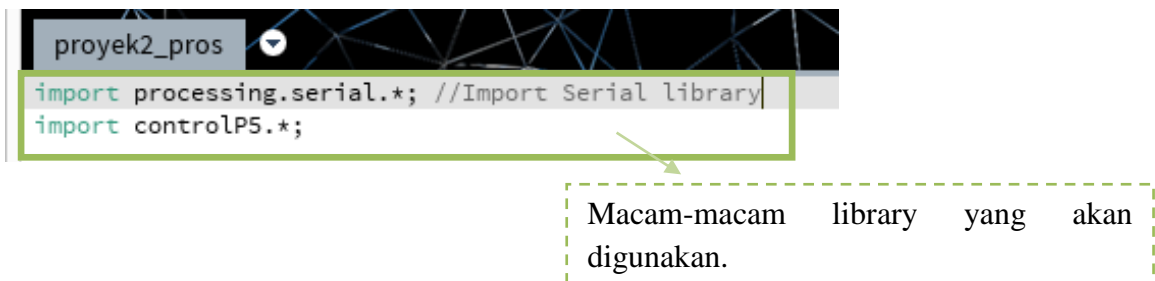 proyek2_pros
import processing.serial.*; //Import Serial library
import controlP5.*;
Macam-macam library yang akan
digunakan.